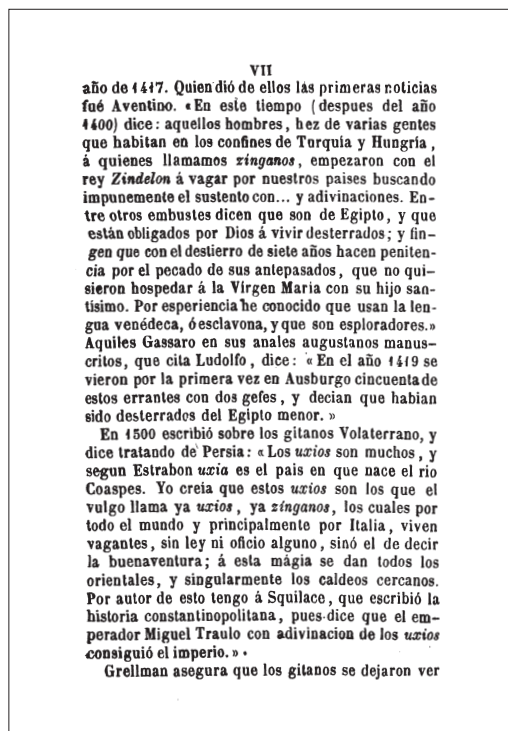 VII
año de 1417. Quien dió de ellos las primeras noticias
fué Aventino. «En este tiempo (despues del año
1400) dice: aquellos hombres, hez de varias gentes
que habitan en los confines de Turquía y Hungría,
á quienes llamamos zínganos, empezaron con el
rey Zindelon á vagar por nuestros paises buscando
impunemente el sustento con... y adivinaciones. En-
tre otros embustes dicen que son de Egipto, y que
están obligados por Dios á vivir desterrados; y fin-
gen que con el destierro de siete años hacen peniten-
cia por el pecado de sus antepasados, que no qui-
sieron hospedar á la Vírgen Maria con su hijo san-
tísimo. Por esperiencia he conocido que usan la len-
gua venédeca, ó esclavona, y que son esploradores.»
Aquiles Gassaro en sus anales augustanos manus-
critos, que cita Ludolfo, dice: «En el año 1419 se
vieron por la primera vez en Ausburgo cincuenta de
estos errantes con dos gefes, y decian que habian
sido desterrados del Egipto menor.»
En 1500 escribió sobre los gitanos Volaterrano, y
dice tratando de Persia: «Los uxios son muchos, y
segun Estrabon uxia es el pais en que nace el rio
Coaspes. Yo creia que estos uxios son los que el
vulgo llama ya uxios, ya zínganos, los cuales por
todo el mundo y principalmente por Italia, viven
vagantes, sin ley ni oficio alguno, sinó el de decir
la buenaventura; á esta mágia se dan todos los
orientales, y singularmente los caldeos cercanos.
Por autor de esto tengo á Squilace, que escribió la
historia constantinopolitana, pues dice que el em-
perador Miguel Traulo con adivinacion de los uxios
consiguió el imperio.»
Grellman asegura que los gitanos se dejaron ver